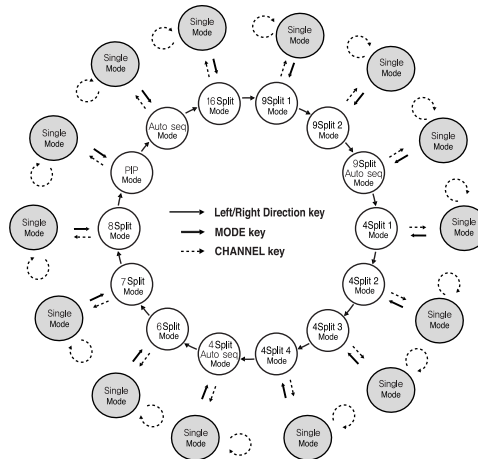 Single
Mode
Single
Mode
Single
Mode
Single
Mode
Single
Mode
16Split
Mode
9Split 1
Mode
Auto seq
Mode
9Split 2
Mode
Single
Mode
Single
Mode
PIP
Mode
9Split
Auto seq
Mode
Single
Mode
8Split
Mode
Left/Right Direction key
MODE key
CHANNEL key
4Split 1
Mode
Single
Mode
7Split
Mode
4Split 2
Mode
Single
Mode
Single
Mode
6Split
Mode
4Split
Auto seq
Mode
4Split 4
Mode
4Split 3
Mode
Single
Mode
Single
Mode
Single
Mode
Single
Mode